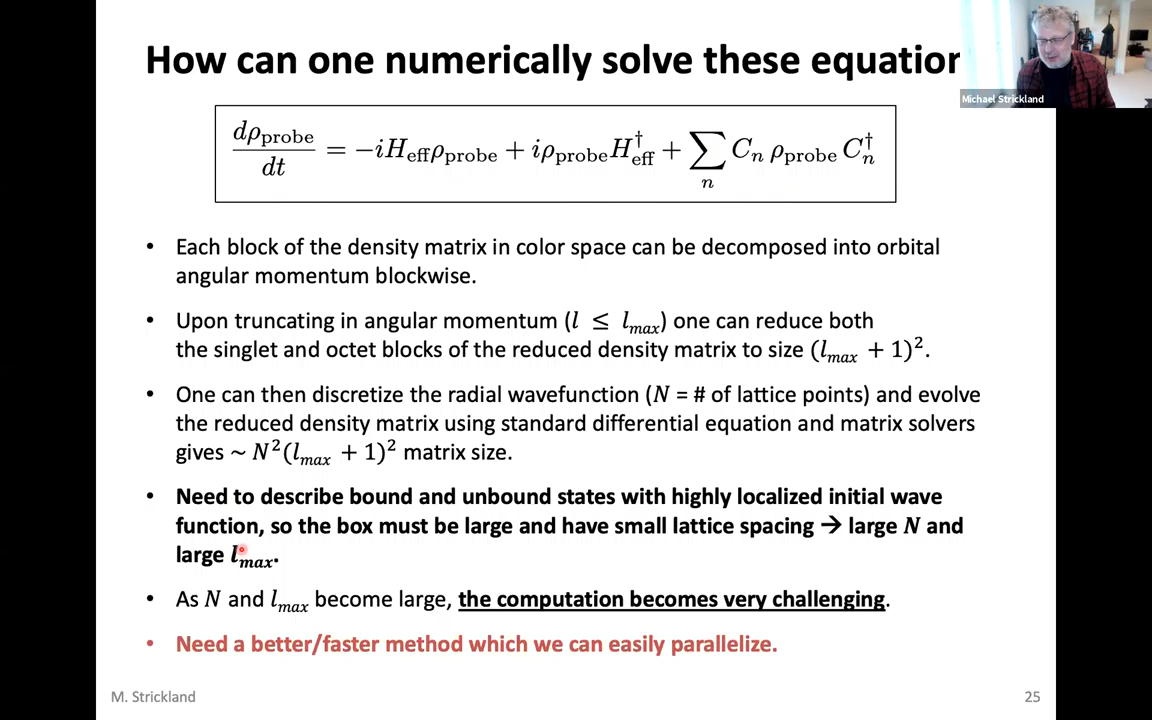 How can one numerically solve these equation
Michael Strickland
dρ_probe/dt = −iH_eff ρ_probe + iρ_probe H†_eff + ∑_n C_n ρ_probe C†_n
• Each block of the density matrix in color space can be decomposed into orbital
angular momentum blockwise.
• Upon truncating in angular momentum (l ≤ l_max) one can reduce both
the singlet and octet blocks of the reduced density matrix to size (l_max + 1)².
• One can then discretize the radial wavefunction (N = # of lattice points) and evolve
the reduced density matrix using standard differential equation and matrix solvers
gives ~ N²(l_max + 1)² matrix size.
• Need to describe bound and unbound states with highly localized initial wave
function, so the box must be large and have small lattice spacing → large N and
large l_max.
• As N and l_max become large, the computation becomes very challenging.
• Need a better/faster method which we can easily parallelize.
M. Strickland
25